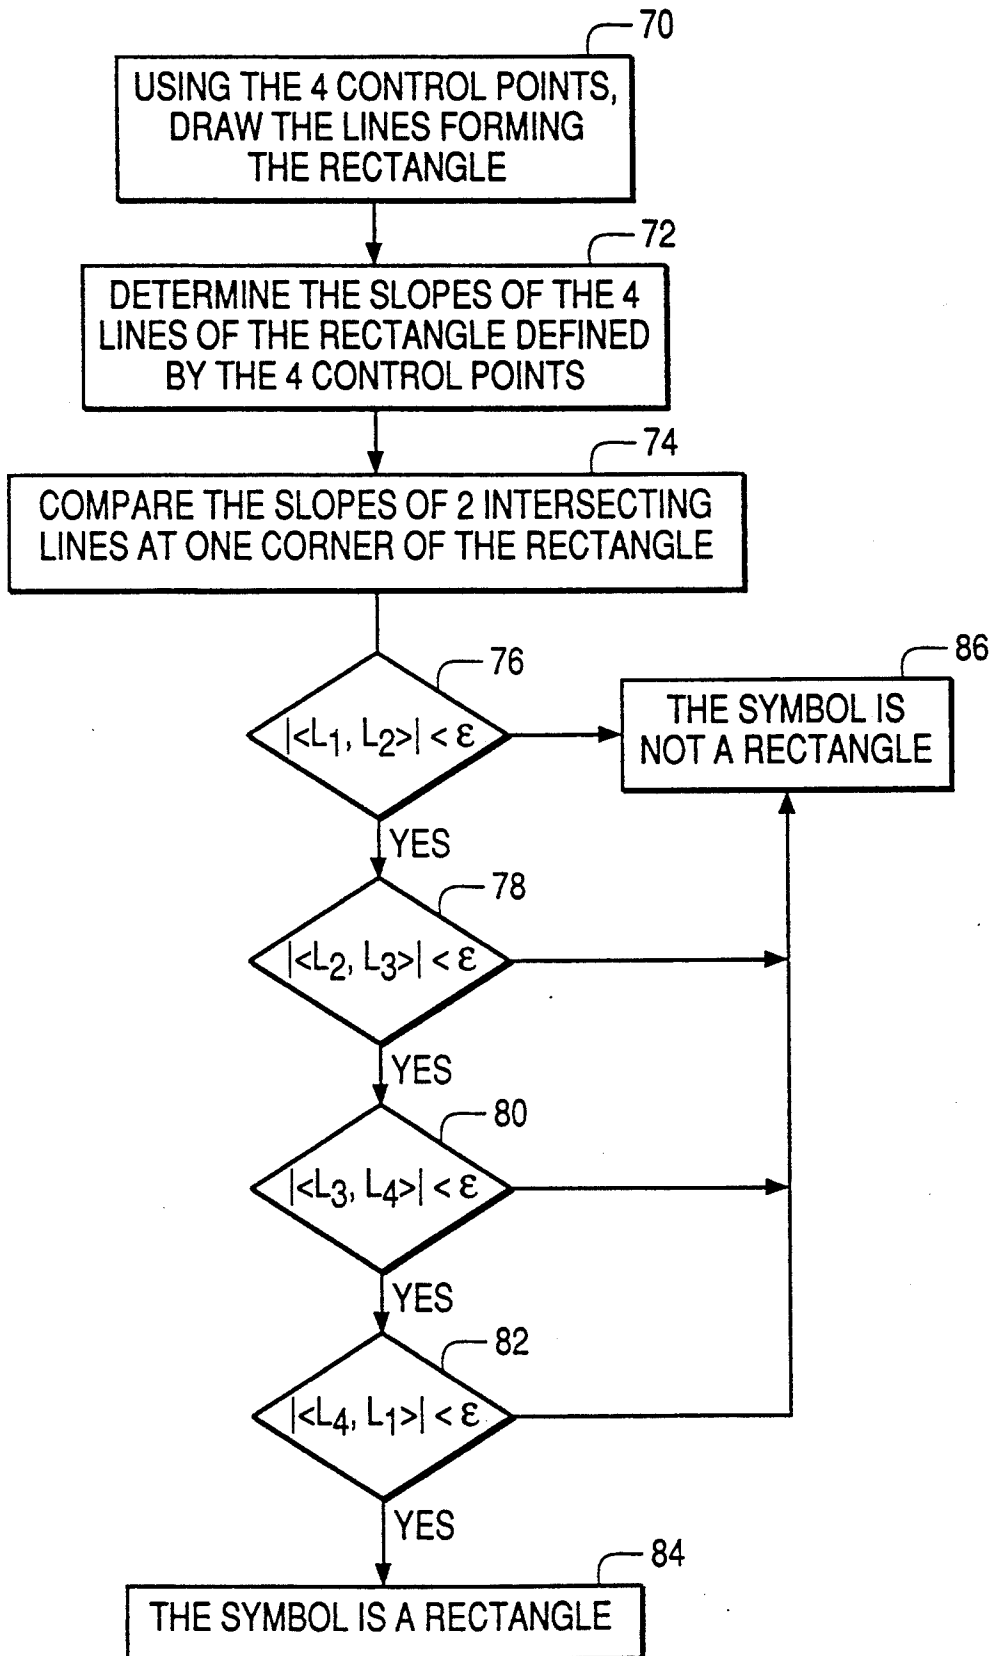 70
USING THE 4 CONTROL POINTS,
DRAW THE LINES FORMING
THE RECTANGLE
72
DETERMINE THE SLOPES OF THE 4
LINES OF THE RECTANGLE DEFINED
BY THE 4 CONTROL POINTS
74
COMPARE THE SLOPES OF 2 INTERSECTING
LINES AT ONE CORNER OF THE RECTANGLE
76
|<L₁, L₂>| < ε
86
THE SYMBOL IS
NOT A RECTANGLE
YES
78
|<L₂, L₃>| < ε
YES
80
|<L₃, L₄>| < ε
YES
82
|<L₄, L₁>| < ε
YES
84
THE SYMBOL IS A RECTANGLE